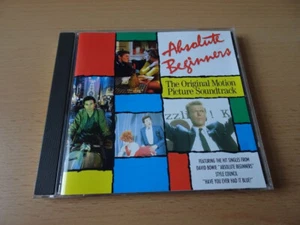 Absolute
Beginners
The Original Motion
Picture Soundtrack
FEATURING THE HIT SINGLES FROM
DAVID BOWIE "ABSOLUTE BEGINNERS"
STYLE COUNCIL
"HAVE YOU EVER HAD IT BLUE?"